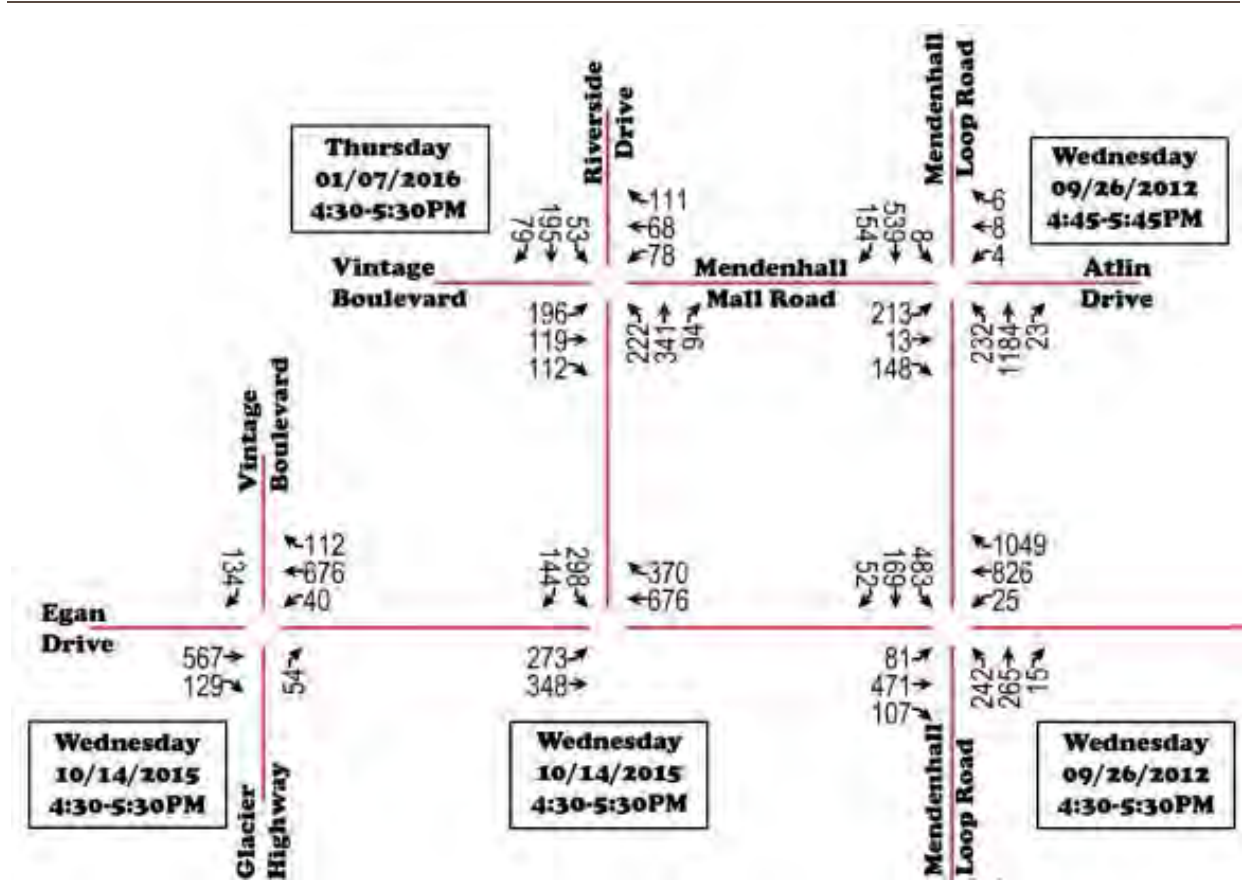 Riverside
Drive
Mendenhall
Loop Road
Thursday
01/07/2016
4:30-5:30PM
Wednesday
09/26/2012
4:45-5:45PM
79
195
53
111
68
78
154
539
8
6
8
4
Vintage
Boulevard
Mendenhall
Mall Road
Atlin
Drive
196
119
112
222
341
94
213
13
148
232
1184
23
Vintage
Boulevard
134
112
676
40
144
298
370
676
52
169
483
1049
826
25
Egan
Drive
567
129
54
273
348
81
471
107
242
265
15
Wednesday
10/14/2015
4:30-5:30PM
Glacier
Highway
Wednesday
10/14/2015
4:30-5:30PM
Mendenhall
Loop Road
Wednesday
09/26/2012
4:30-5:30PM